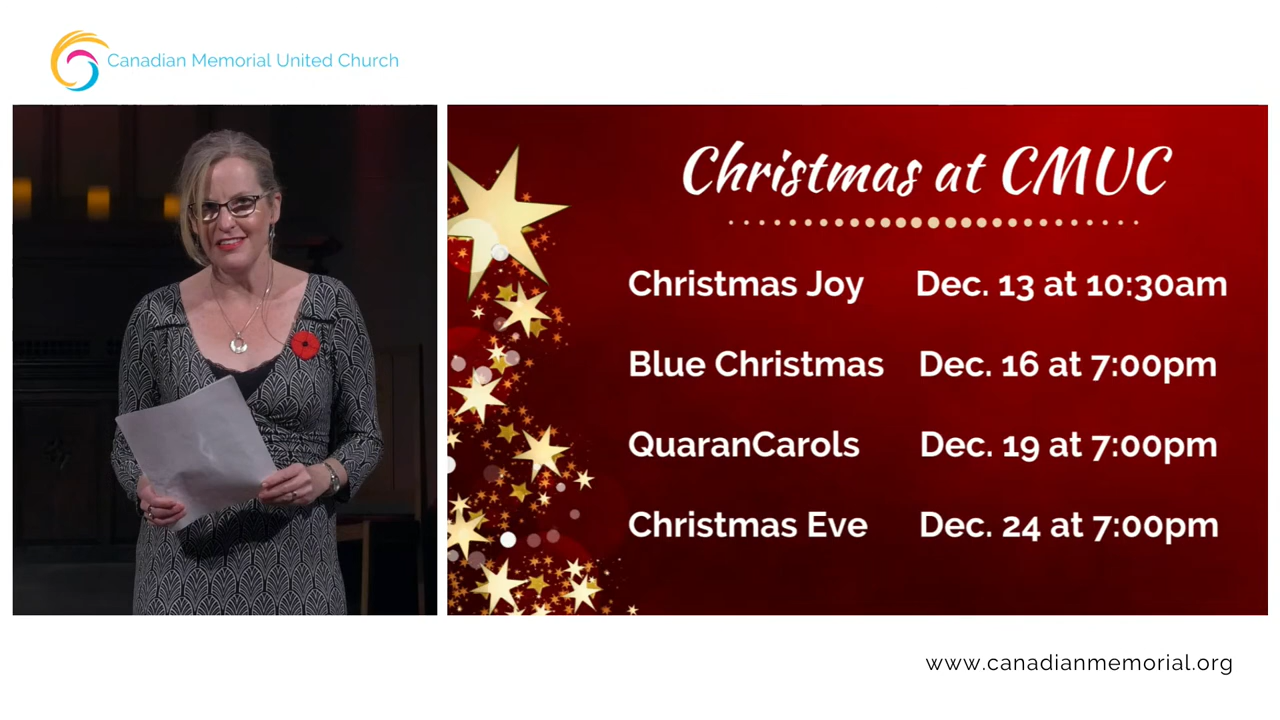 Canadian Memorial United Church
Christmas at CMUC
Christmas Joy Dec. 13 at 10:30am
Blue Christmas Dec. 16 at 7:00pm
QuaranCarols Dec. 19 at 7:00pm
Christmas Eve Dec. 24 at 7:00pm
www.canadianmemorial.org